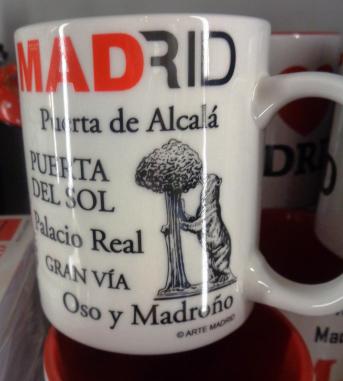 MADRID
Puerta de Alcalá
PUERTA
DEL SOL
Palacio Real
GRAN VÍA
Oso y Madroño
© ARTE MADRID